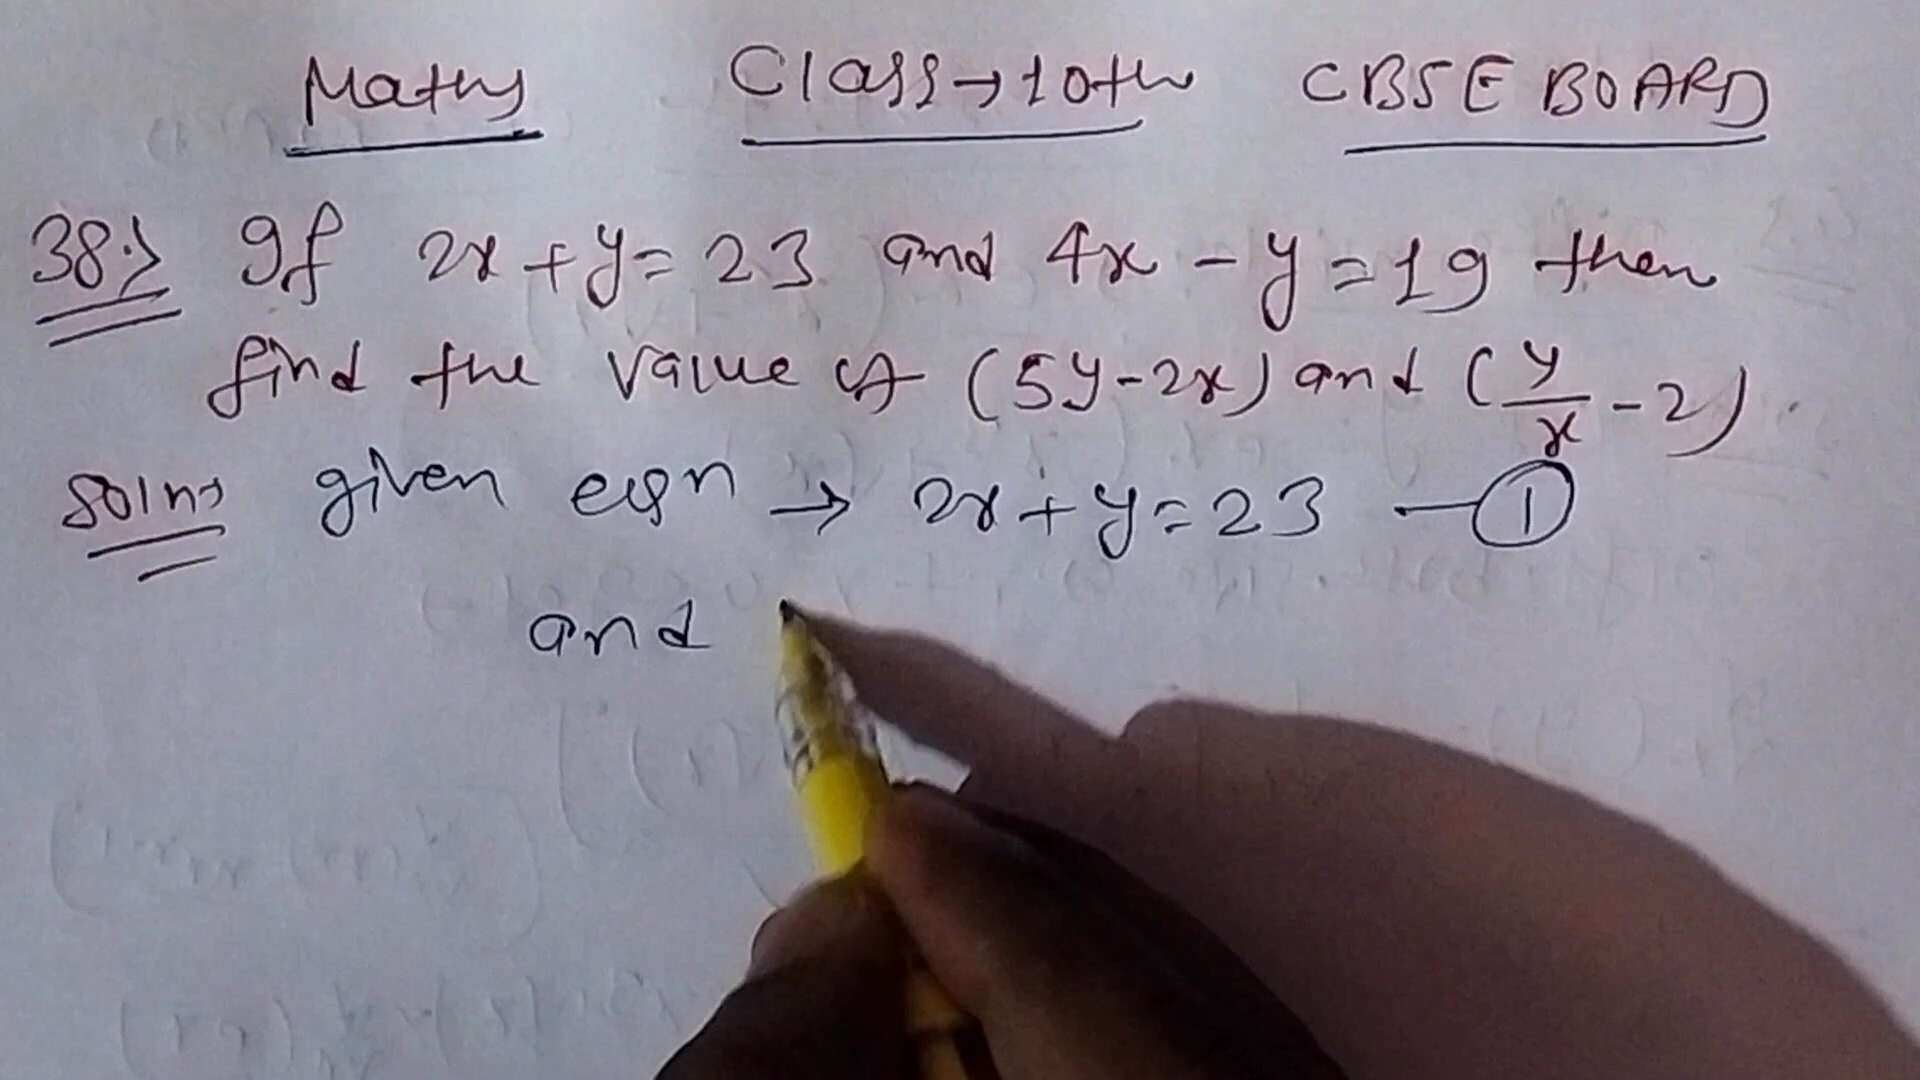 Maths Class→10th CBSE BOARD
38:> If 2x+y=23 and 4x-y=19 then
find the value of (5y-2x) and (y/x-2).
Soln> given eqn → 2x+y=23 —①
and